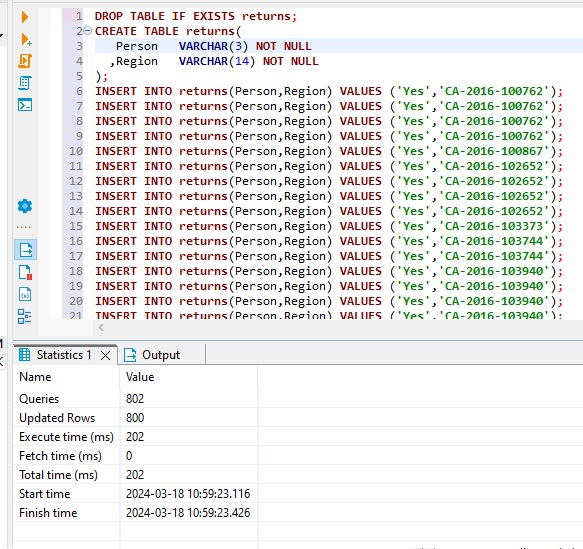 1 DROP TABLE IF EXISTS returns;
2 CREATE TABLE returns(
3 Person VARCHAR(3) NOT NULL
4 ,Region VARCHAR(14) NOT NULL
5 );
6 INSERT INTO returns(Person,Region) VALUES ('Yes','CA-2016-100762');
7 INSERT INTO returns(Person,Region) VALUES ('Yes','CA-2016-100762');
8 INSERT INTO returns(Person,Region) VALUES ('Yes','CA-2016-100762');
9 INSERT INTO returns(Person,Region) VALUES ('Yes','CA-2016-100762');
10 INSERT INTO returns(Person,Region) VALUES ('Yes','CA-2016-100867');
11 INSERT INTO returns(Person,Region) VALUES ('Yes','CA-2016-102652');
12 INSERT INTO returns(Person,Region) VALUES ('Yes','CA-2016-102652');
13 INSERT INTO returns(Person,Region) VALUES ('Yes','CA-2016-102652');
14 INSERT INTO returns(Person,Region) VALUES ('Yes','CA-2016-102652');
15 INSERT INTO returns(Person,Region) VALUES ('Yes','CA-2016-103373');
16 INSERT INTO returns(Person,Region) VALUES ('Yes','CA-2016-103744');
17 INSERT INTO returns(Person,Region) VALUES ('Yes','CA-2016-103744');
18 INSERT INTO returns(Person,Region) VALUES ('Yes','CA-2016-103940');
19 INSERT INTO returns(Person,Region) VALUES ('Yes','CA-2016-103940');
20 INSERT INTO returns(Person,Region) VALUES ('Yes','CA-2016-103940');
21 INSERT INTO returns(Person,Region) VALUES ('Yes','CA-2016-103940');
Statistics 1 Output
Name Value
Queries 802
Updated Rows 800
Execute time (ms) 202
Fetch time (ms) 0
Total time (ms) 202
Start time 2024-03-18 10:59:23.116
Finish time 2024-03-18 10:59:23.426